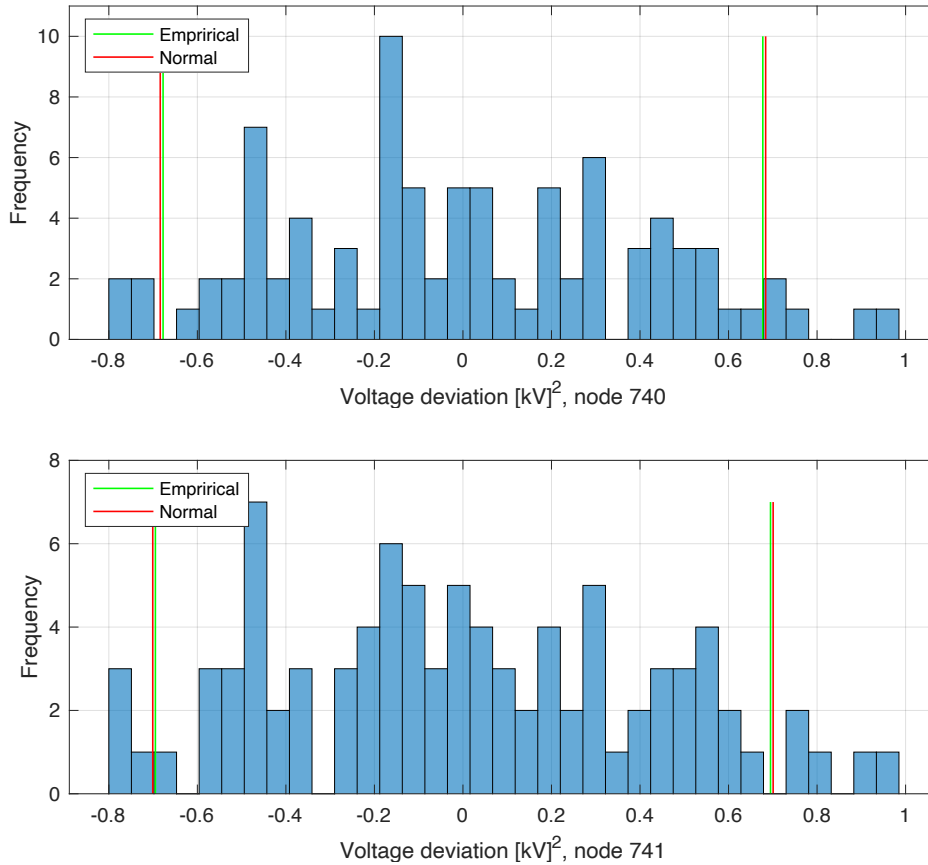 10
8
6
4
2
0
Frequency
Emprirical
Normal
-0.8 -0.6 -0.4 -0.2 0 0.2 0.4 0.6 0.8 1
Voltage deviation [kV]², node 740
8
6
4
2
0
Frequency
Emprirical
Normal
-0.8 -0.6 -0.4 -0.2 0 0.2 0.4 0.6 0.8 1
Voltage deviation [kV]², node 741